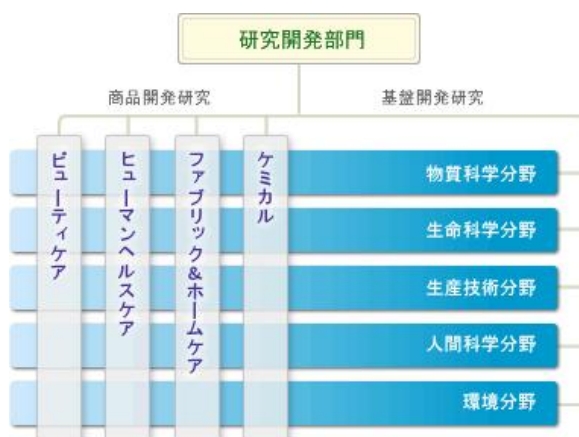 研究開発部門
商品開発研究
基盤開発研究
ビューティケア
ヒューマンヘルスケア
ファブリック&ホームケア
ケミカル
物質科学分野
生命科学分野
生産技術分野
人間科学分野
環境分野